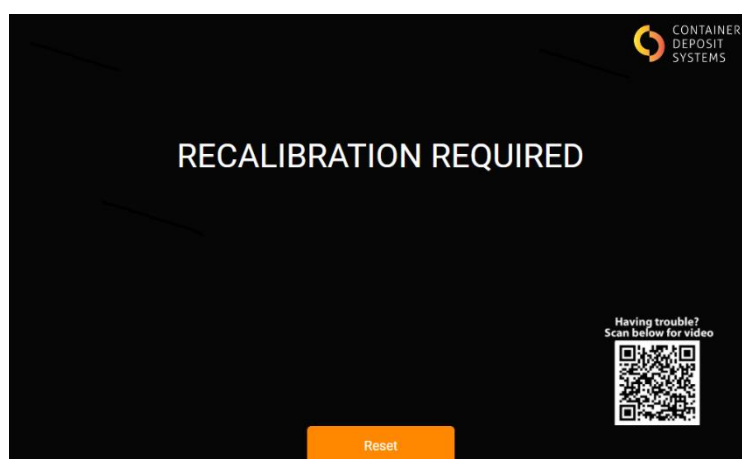 CONTAINER
DEPOSIT
SYSTEMS
RECALIBRATION REQUIRED
Having trouble?
Scan below for video
Reset